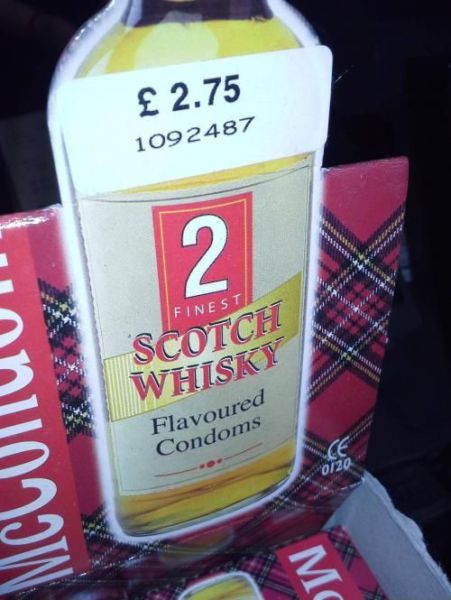 £ 2.75
1092487
2
FINEST
SCOTCH
WHISKY
Flavoured
Condoms
CE
0120